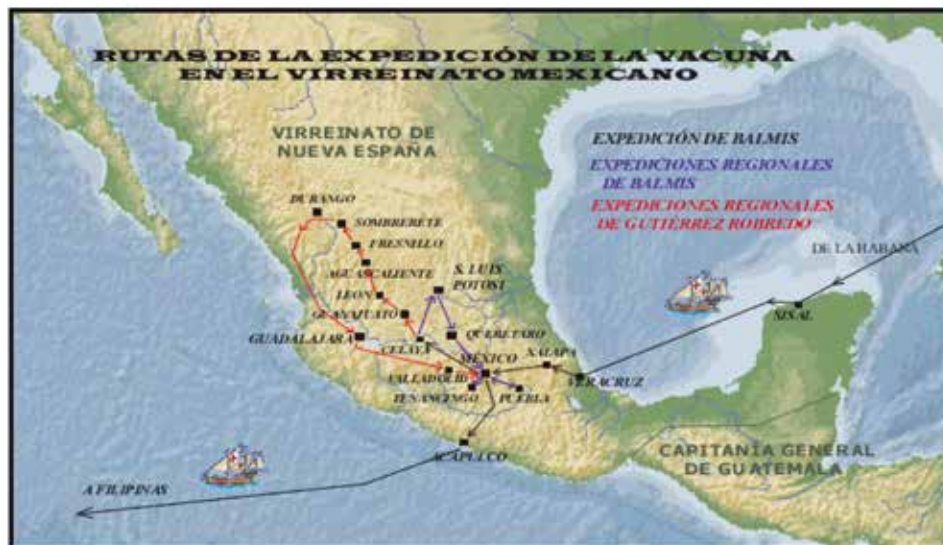 RUTAS DE LA EXPEDICIÓN DE LA VACUNA
EN EL VIRREINATO MEXICANO
VIRREINATO DE
NUEVA ESPAÑA
EXPEDICIÓN DE BALMIS
EXPEDICIONES REGIONALES
DE BALMIS
EXPEDICIONES REGIONALES
DE GUTIÉRREZ ROBREDO
DE LA HABANA
DURANGO
SOMBRERETE
FRESNILLO
AGUASCALIENTE
S. LUIS
POTOSI
LEON
GUANAJUATO
SISAL
GUADALAJARA
QUERETARO
CELAYA
MÉXICO
XALAPA
VALLADOLID
VERACRUZ
TENANCINGO
PUEBLA
ACAPULCO
CAPITANÍA GENERAL
DE GUATEMALA
A FILIPINAS